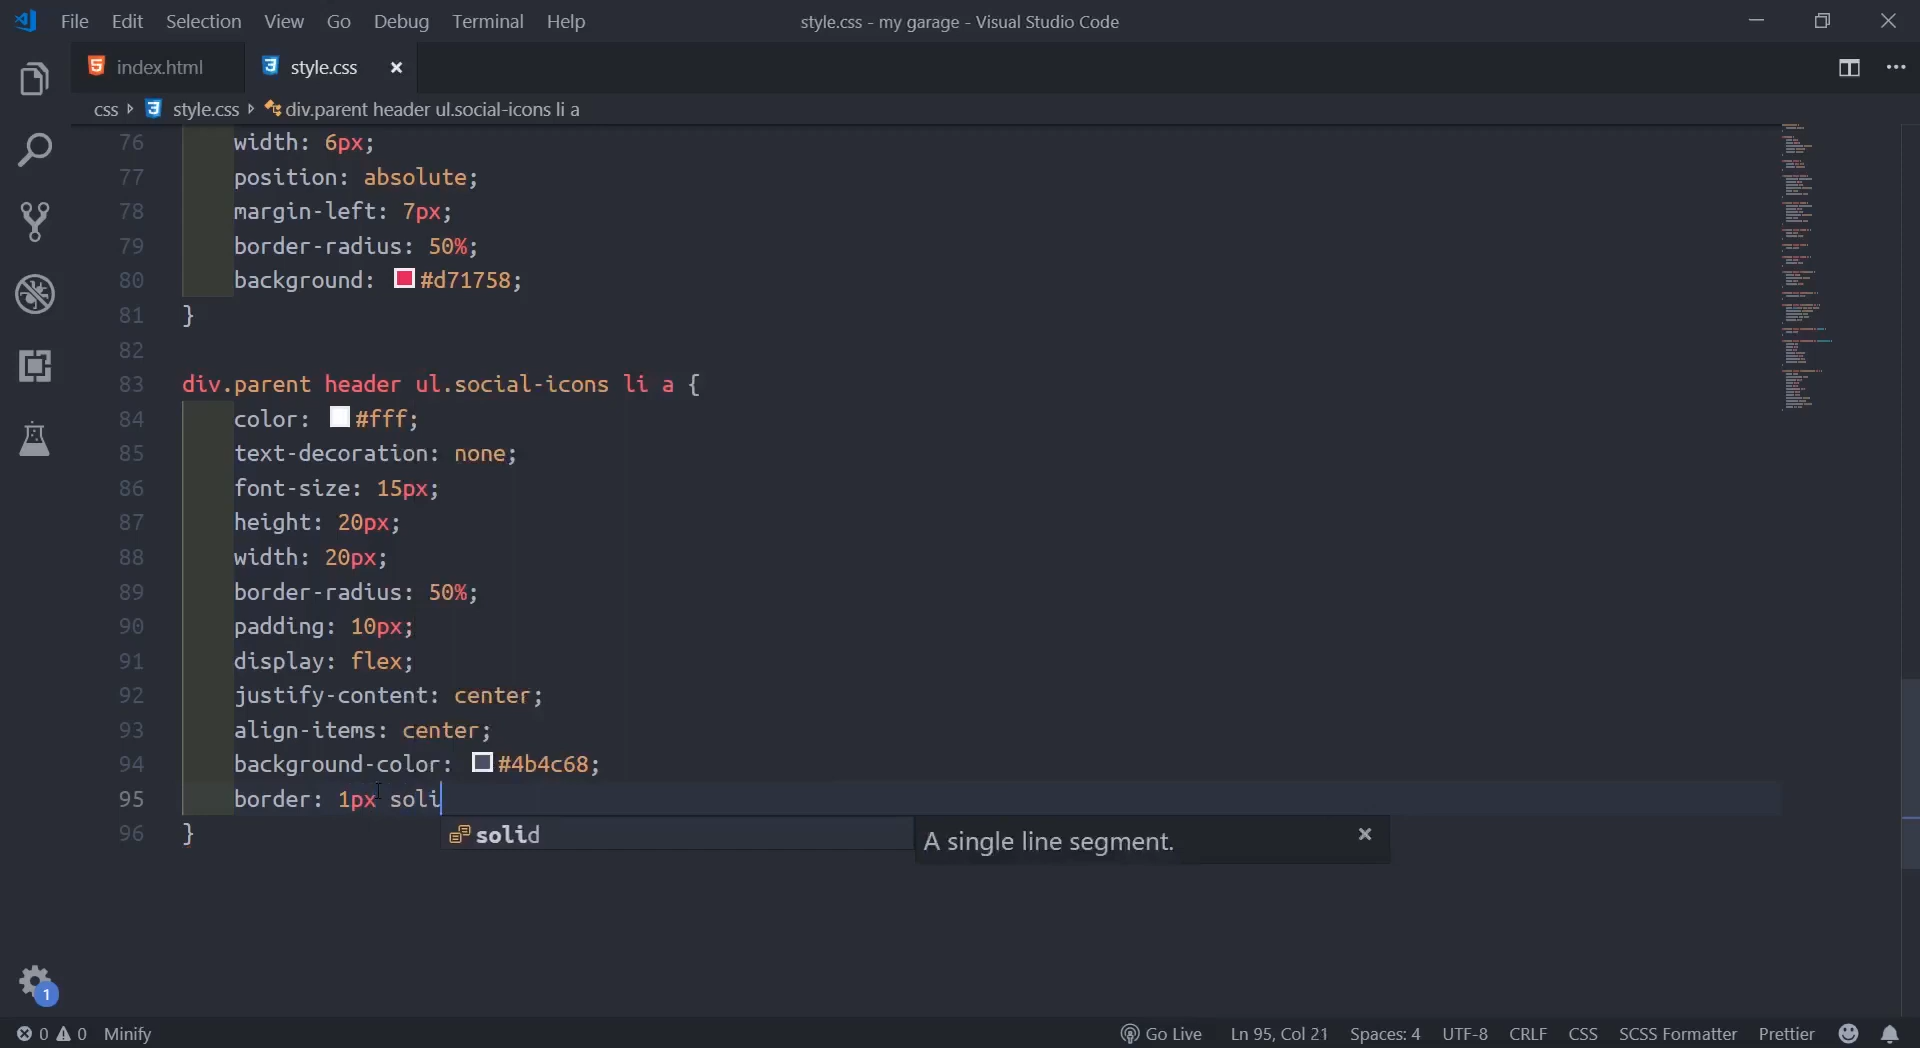 File Edit Selection View Go Debug Terminal Help style.css - my garage - Visual Studio Code
index.html style.css
css style.css div.parent header ul.social-icons li a
76 width: 6px;
77 position: absolute;
78 margin-left: 7px;
79 border-radius: 50%;
80 background: #d71758;
81 }
82
83 div.parent header ul.social-icons li a {
84 color: #fff;
85 text-decoration: none;
86 font-size: 15px;
87 height: 20px;
88 width: 20px;
89 border-radius: 50%;
90 padding: 10px;
91 display: flex;
92 justify-content: center;
93 align-items: center;
94 background-color: #4b4c68;
95 border: 1px soli
96 }
solid A single line segment.
1
0 0 Minify Go Live Ln 95, Col 21 Spaces: 4 UTF-8 CRLF CSS SCSS Formatter Prettier